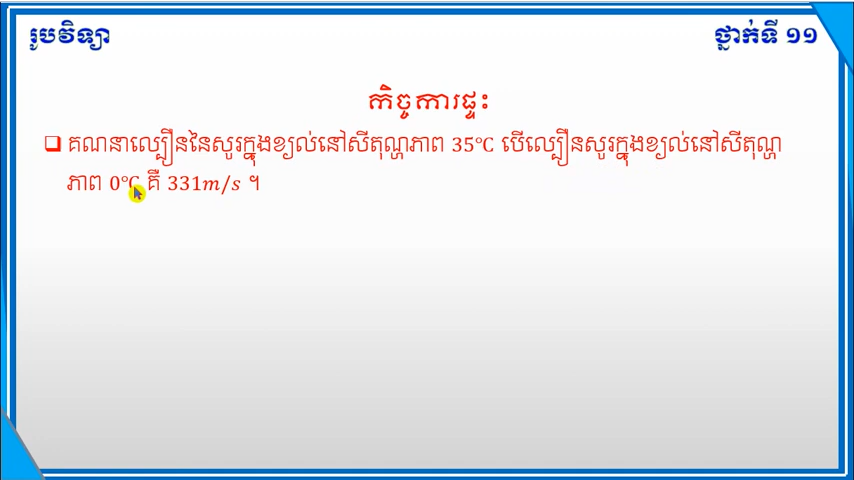 រូបវិទ្យា
ថ្នាក់ទី ១១
កិច្ចការផ្ទះ
❑ គណនាល្បឿននៃសូរក្នុងខ្យល់នៅសីតុណ្ហភាព 35°C បើល្បឿនសូរក្នុងខ្យល់នៅសីតុណ្ហ
ភាព 0°C គឺ 331m/s ។